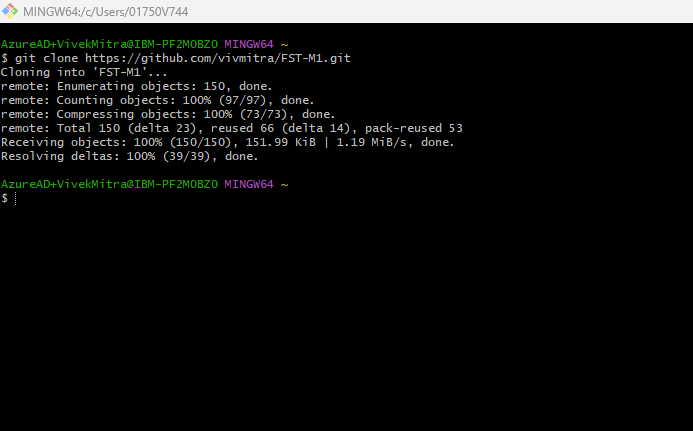 MINGW64:/c/Users/01750V744
AzureAD+VivekMitra@IBM-PF2MOBZO MINGW64 ~
$ git clone https://github.com/vivmitra/FST-M1.git
Cloning into 'FST-M1'...
remote: Enumerating objects: 150, done.
remote: Counting objects: 100% (97/97), done.
remote: Compressing objects: 100% (73/73), done.
remote: Total 150 (delta 23), reused 66 (delta 14), pack-reused 53
Receiving objects: 100% (150/150), 151.99 KiB | 1.19 MiB/s, done.
Resolving deltas: 100% (39/39), done.
AzureAD+VivekMitra@IBM-PF2MOBZO MINGW64 ~
$